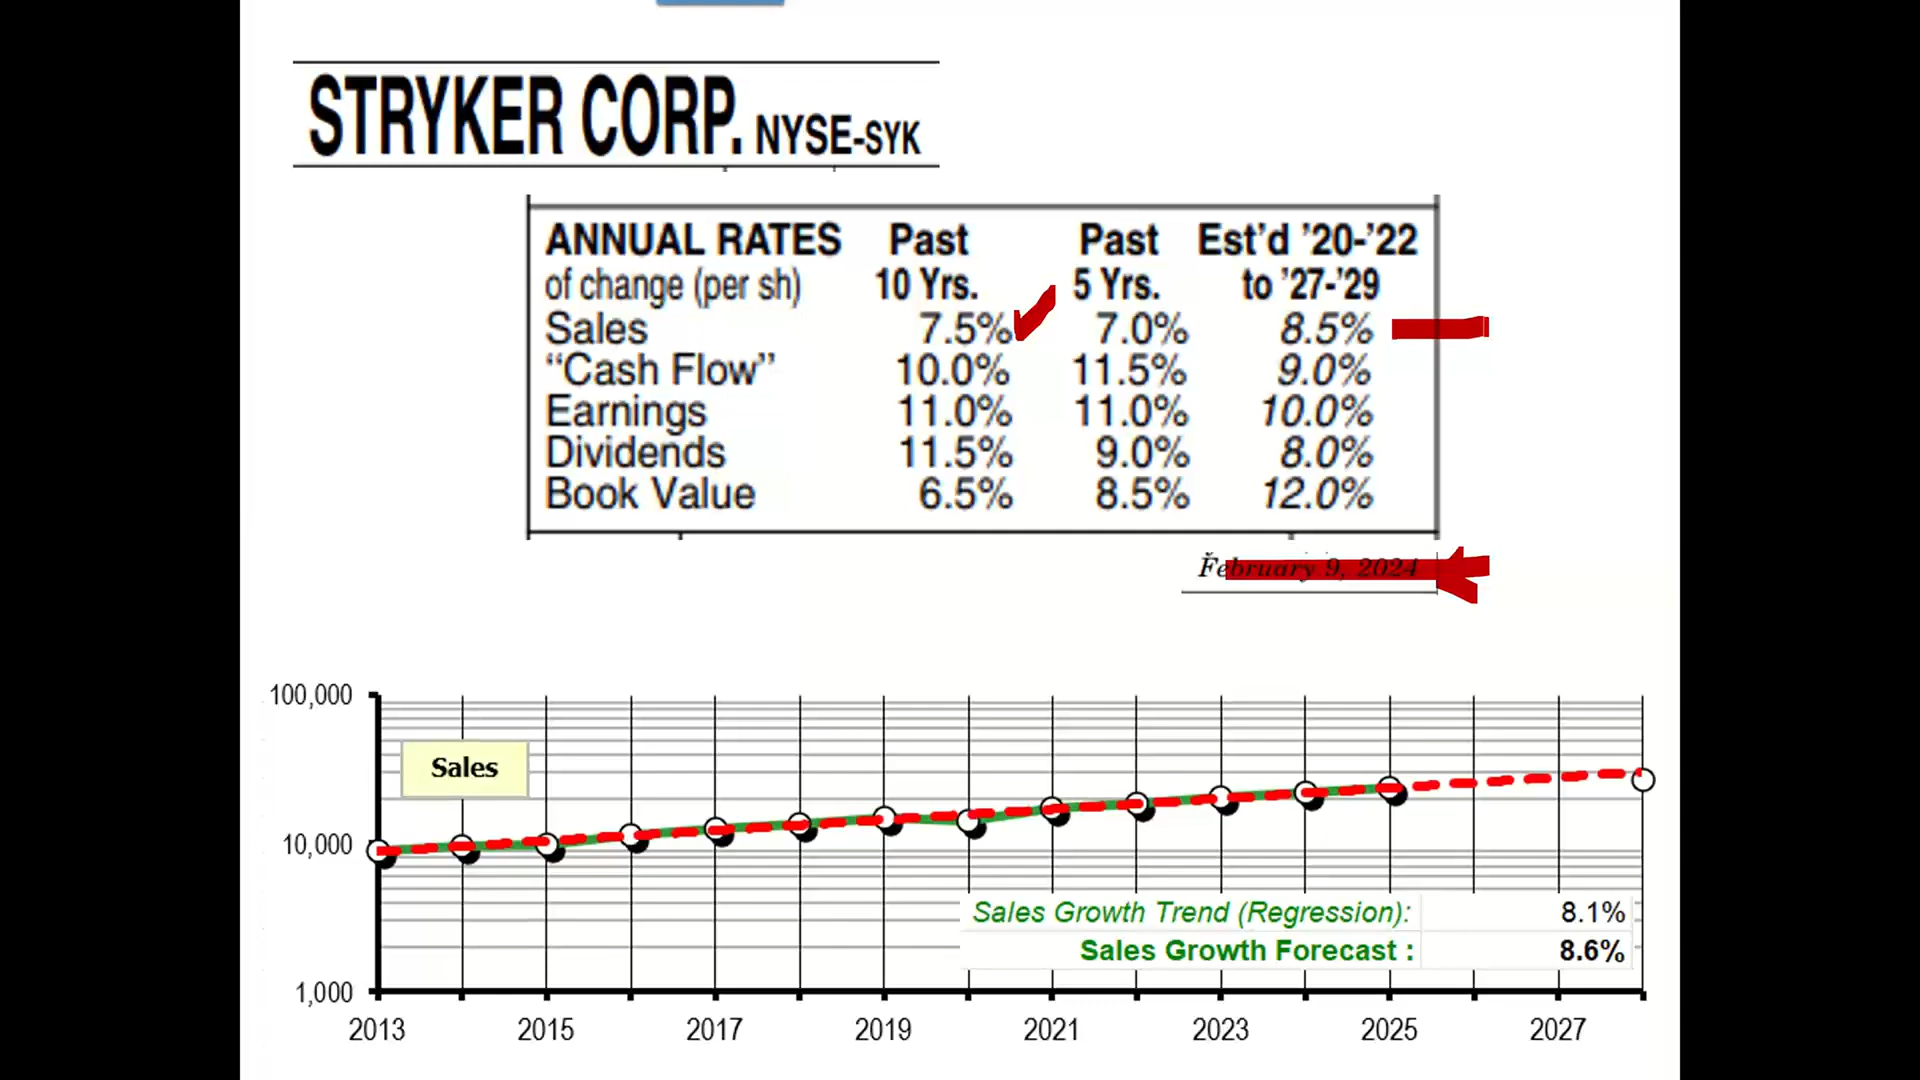 STRYKER CORP. NYSE-SYK
ANNUAL RATES Past Past Est’d ’20-’22
of change (per sh) 10 Yrs. 5 Yrs. to ’27-’29
Sales 7.5% 7.0% 8.5%
“Cash Flow” 10.0% 11.5% 9.0%
Earnings 11.0% 11.0% 10.0%
Dividends 11.5% 9.0% 8.0%
Book Value 6.5% 8.5% 12.0%
February 9, 2024
100,000
Sales
10,000
Sales Growth Trend (Regression): 8.1%
Sales Growth Forecast : 8.6%
1,000
2013 2015 2017 2019 2021 2023 2025 2027